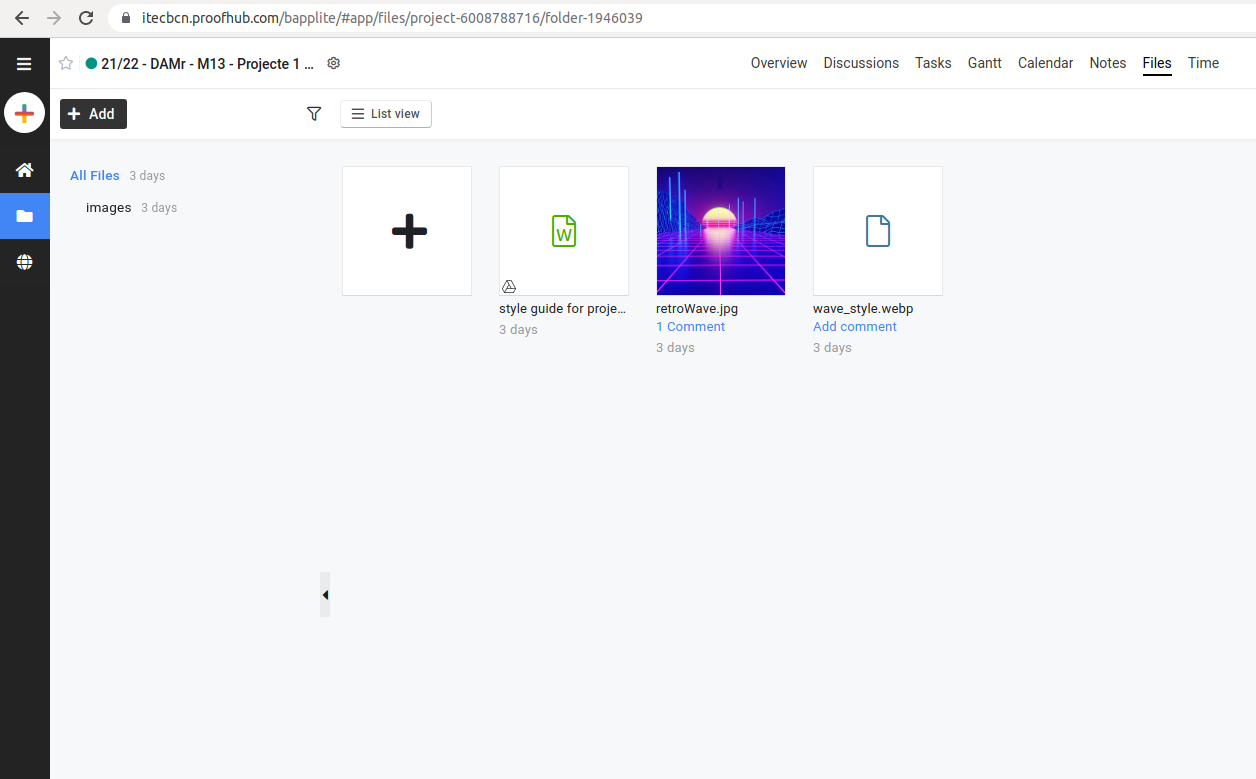 itecbcn.proofhub.com/bapplite/#app/files/project-6008788716/folder-1946039
21/22 - DAMr - M13 - Projecte 1 ...
Overview Discussions Tasks Gantt Calendar Notes Files Time
Add
List view
All Files 3 days
images 3 days
W
style guide for proje...
3 days
retroWave.jpg
1 Comment
3 days
wave_style.webp
Add comment
3 days